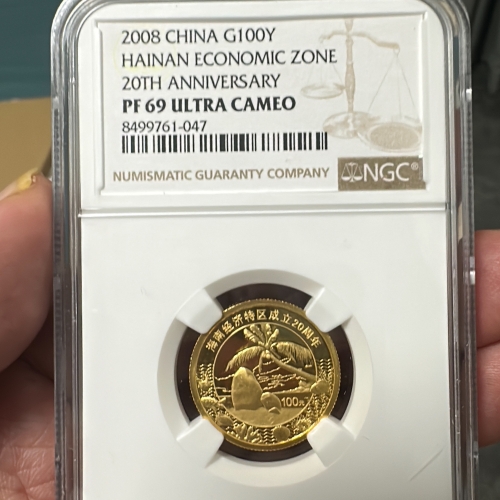 2008 CHINA G100Y
HAINAN ECONOMIC ZONE
20TH ANNIVERSARY
PF 69 ULTRA CAMEO
8499761-047
NUMISMATIC GUARANTY COMPANY
NGC®
海南经济特区成立20周年
100元